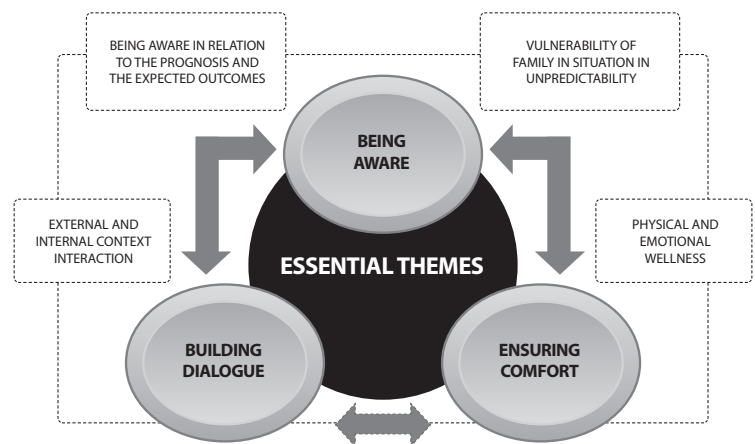 BEING AWARE IN RELATION
TO THE PROGNOSIS AND
THE EXPECTED OUTCOMES
VULNERABILITY OF
FAMILY IN SITUATION IN
UNPREDICTABILITY
BEING
AWARE
EXTERNAL AND
INTERNAL CONTEXT
INTERACTION
PHYSICAL AND
EMOTIONAL
WELLNESS
ESSENTIAL THEMES
BUILDING
DIALOGUE
ENSURING
COMFORT